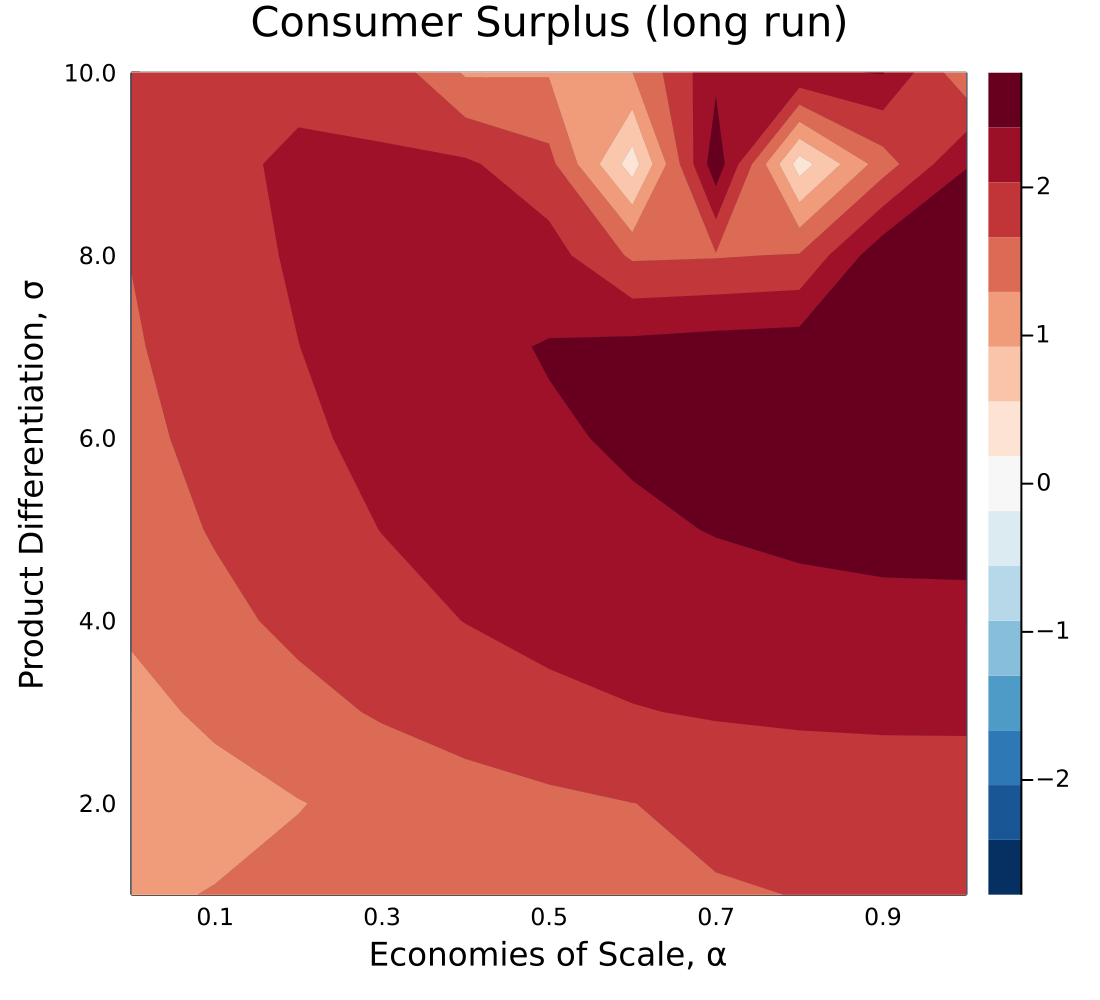 Consumer Surplus (long run)
10.0
8.0
6.0
4.0
2.0
Product Differentiation, σ
0.1 0.3 0.5 0.7 0.9
Economies of Scale, α
2
1
0
−1
−2